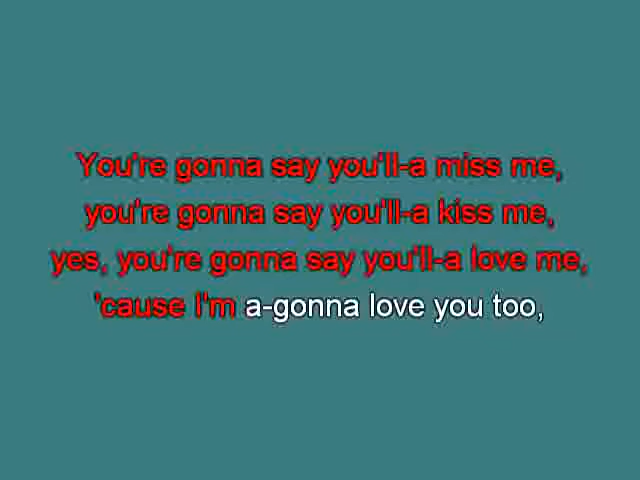 You're gonna say you'll-a miss me,
you're gonna say you'll-a kiss me,
yes, you're gonna say you'll-a love me,
'cause I'm a-gonna love you too,